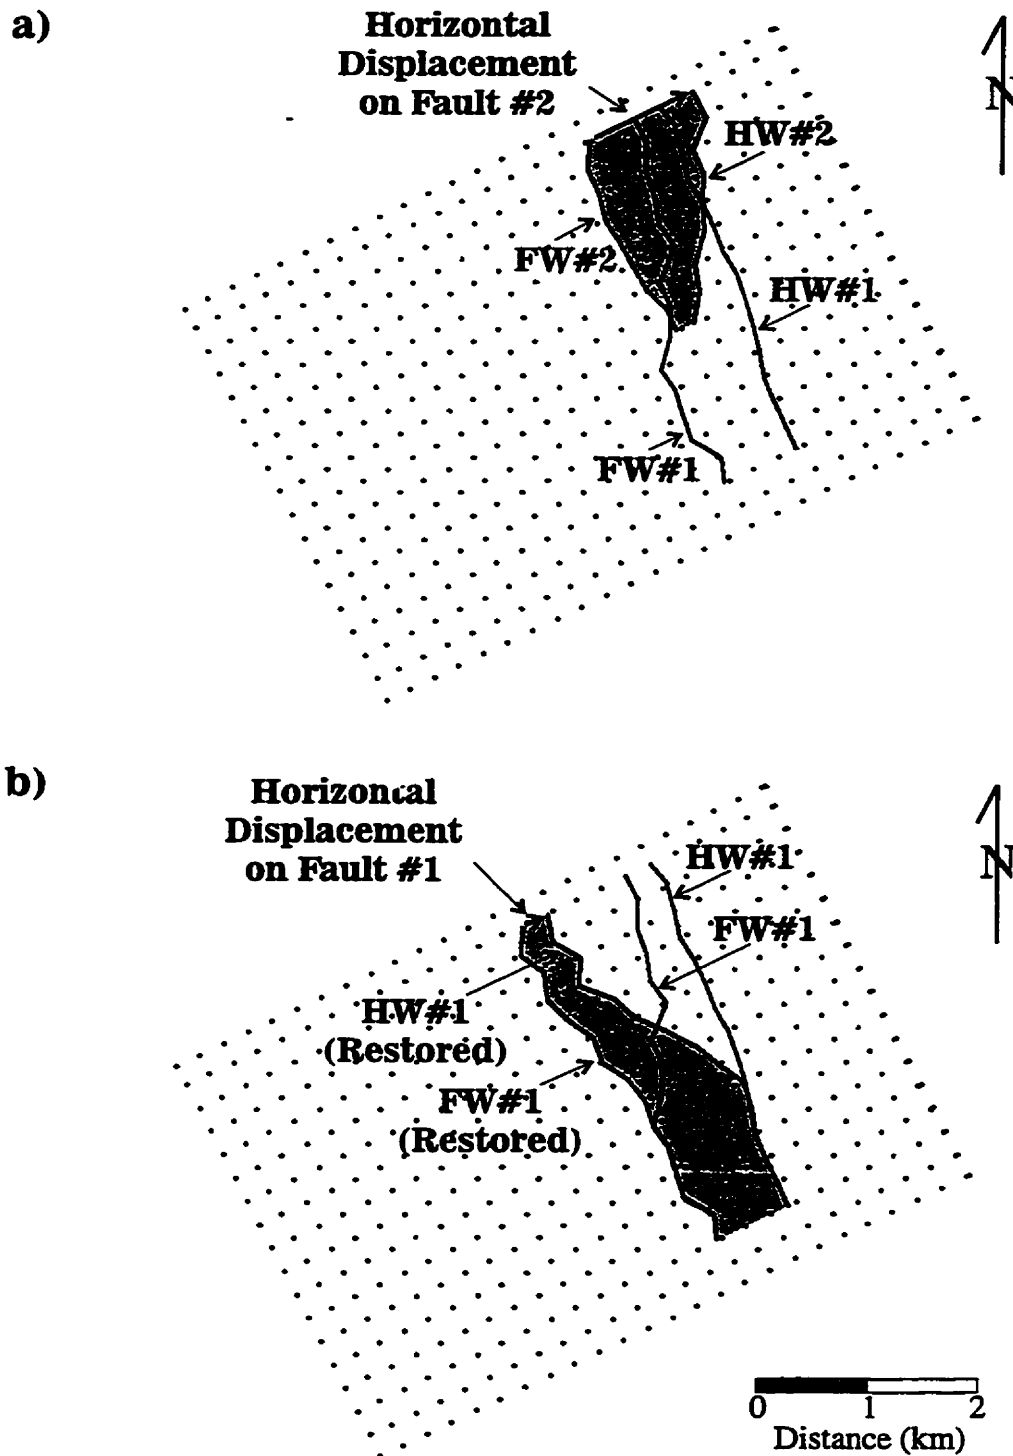 a)
Horizontal
Displacement
on Fault #2
N
HW#2
FW#2
HW#1
FW#1
b)
Horizontal
Displacement
on Fault #1
N
HW#1
FW#1
HW#1
(Restored)
FW#1
(Restored)
0 1 2
Distance (km)